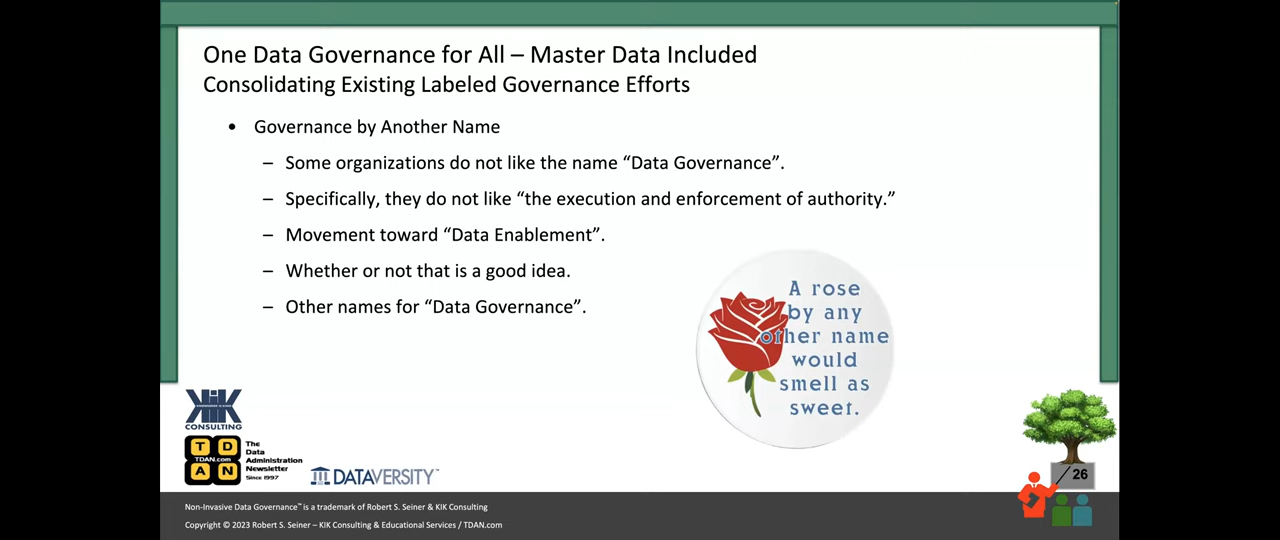 One Data Governance for All – Master Data Included
Consolidating Existing Labeled Governance Efforts
• Governance by Another Name
– Some organizations do not like the name “Data Governance”.
– Specifically, they do not like “the execution and enforcement of authority.”
– Movement toward “Data Enablement”.
– Whether or not that is a good idea.
– Other names for “Data Governance”.
A rose
by any
other name
would
smell as
sweet.
KIK
CONSULTING
T D
TDAN.com
A N
The
Data
Administration
Newsletter
Since 1997
DATAVERSITY™
26
Non-Invasive Data Governance™ is a trademark of Robert S. Seiner & KIK Consulting
Copyright © 2023 Robert S. Seiner – KIK Consulting & Educational Services / TDAN.com